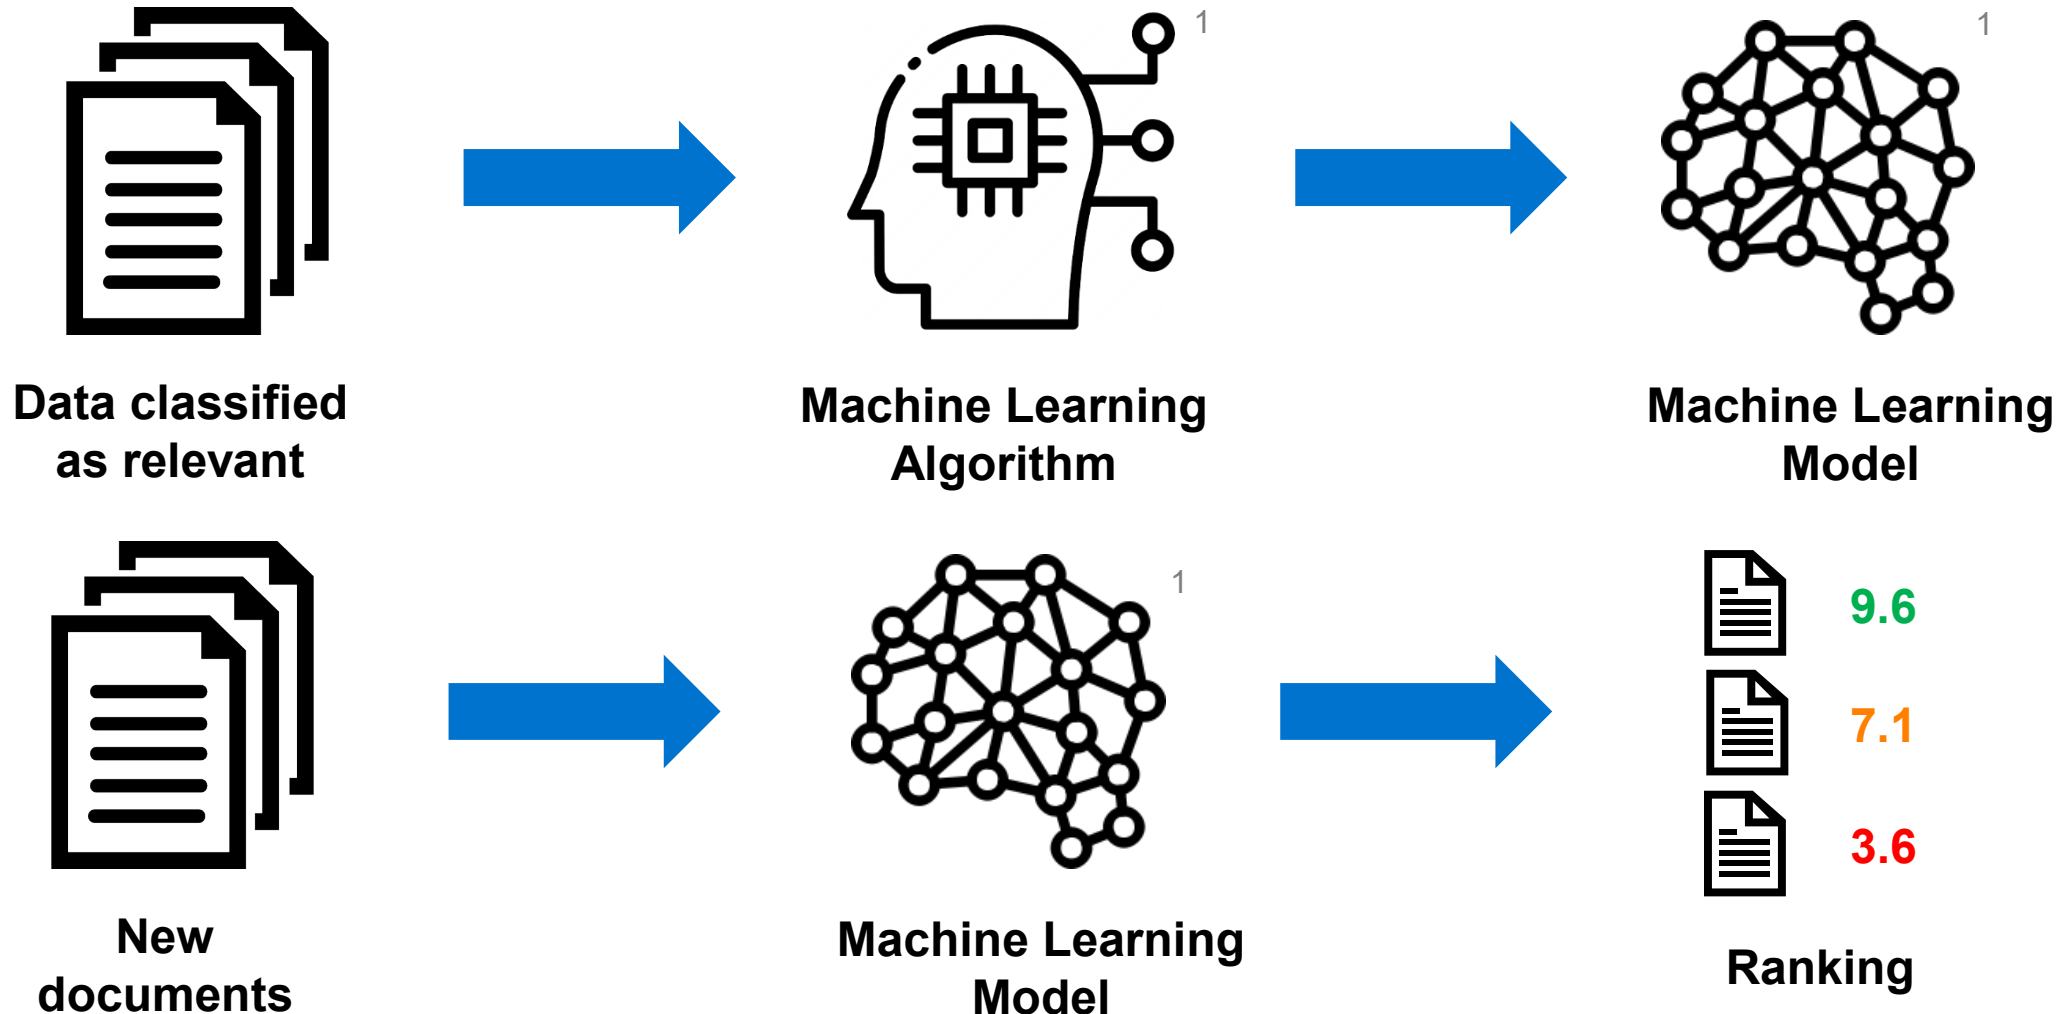 1
1
Data classified
as relevant
Machine Learning
Algorithm
Machine Learning
Model
1
9.6
7.1
3.6
New
documents
Machine Learning
Model
Ranking